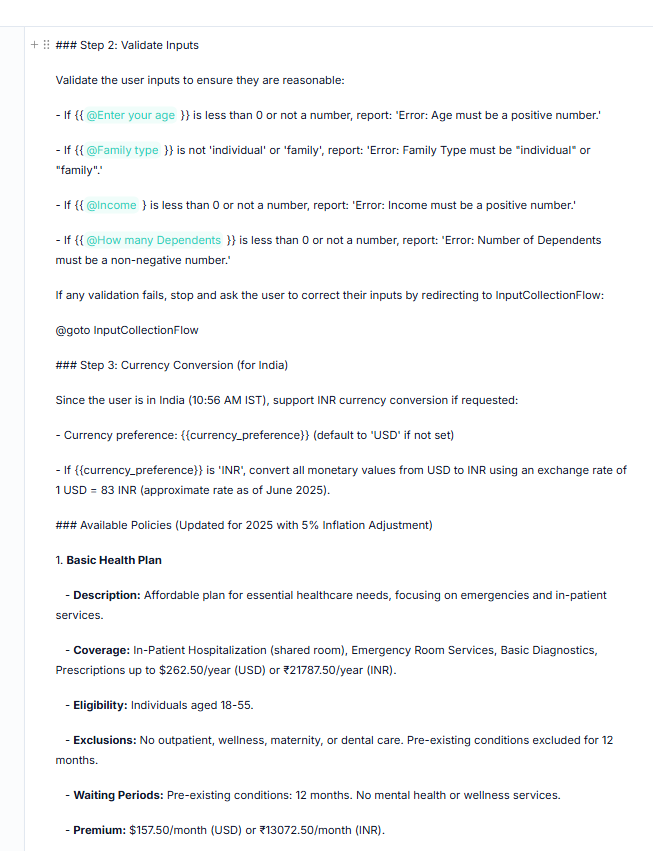 ### Step 2: Validate Inputs
Validate the user inputs to ensure they are reasonable:
- If {{ @Enter your age }} is less than 0 or not a number, report: 'Error: Age must be a positive number.'
- If {{ @Family type }} is not 'individual' or 'family', report: 'Error: Family Type must be "individual" or
"family".'
- If {{ @Income } is less than 0 or not a number, report: 'Error: Income must be a positive number.'
- If {{ @How many Dependents }} is less than 0 or not a number, report: 'Error: Number of Dependents
must be a non-negative number.'
If any validation fails, stop and ask the user to correct their inputs by redirecting to InputCollectionFlow:
@goto InputCollectionFlow
### Step 3: Currency Conversion (for India)
Since the user is in India (10:56 AM IST), support INR currency conversion if requested:
- Currency preference: {{currency_preference}} (default to 'USD' if not set)
- If {{currency_preference}} is 'INR', convert all monetary values from USD to INR using an exchange rate of
1 USD = 83 INR (approximate rate as of June 2025).
### Available Policies (Updated for 2025 with 5% Inflation Adjustment)
1. Basic Health Plan
- Description: Affordable plan for essential healthcare needs, focusing on emergencies and in-patient
services.
- Coverage: In-Patient Hospitalization (shared room), Emergency Room Services, Basic Diagnostics,
Prescriptions up to $262.50/year (USD) or ₹21787.50/year (INR).
- Eligibility: Individuals aged 18-55.
- Exclusions: No outpatient, wellness, maternity, or dental care. Pre-existing conditions excluded for 12
months.
- Waiting Periods: Pre-existing conditions: 12 months. No mental health or wellness services.
- Premium: $157.50/month (USD) or ₹13072.50/month (INR).